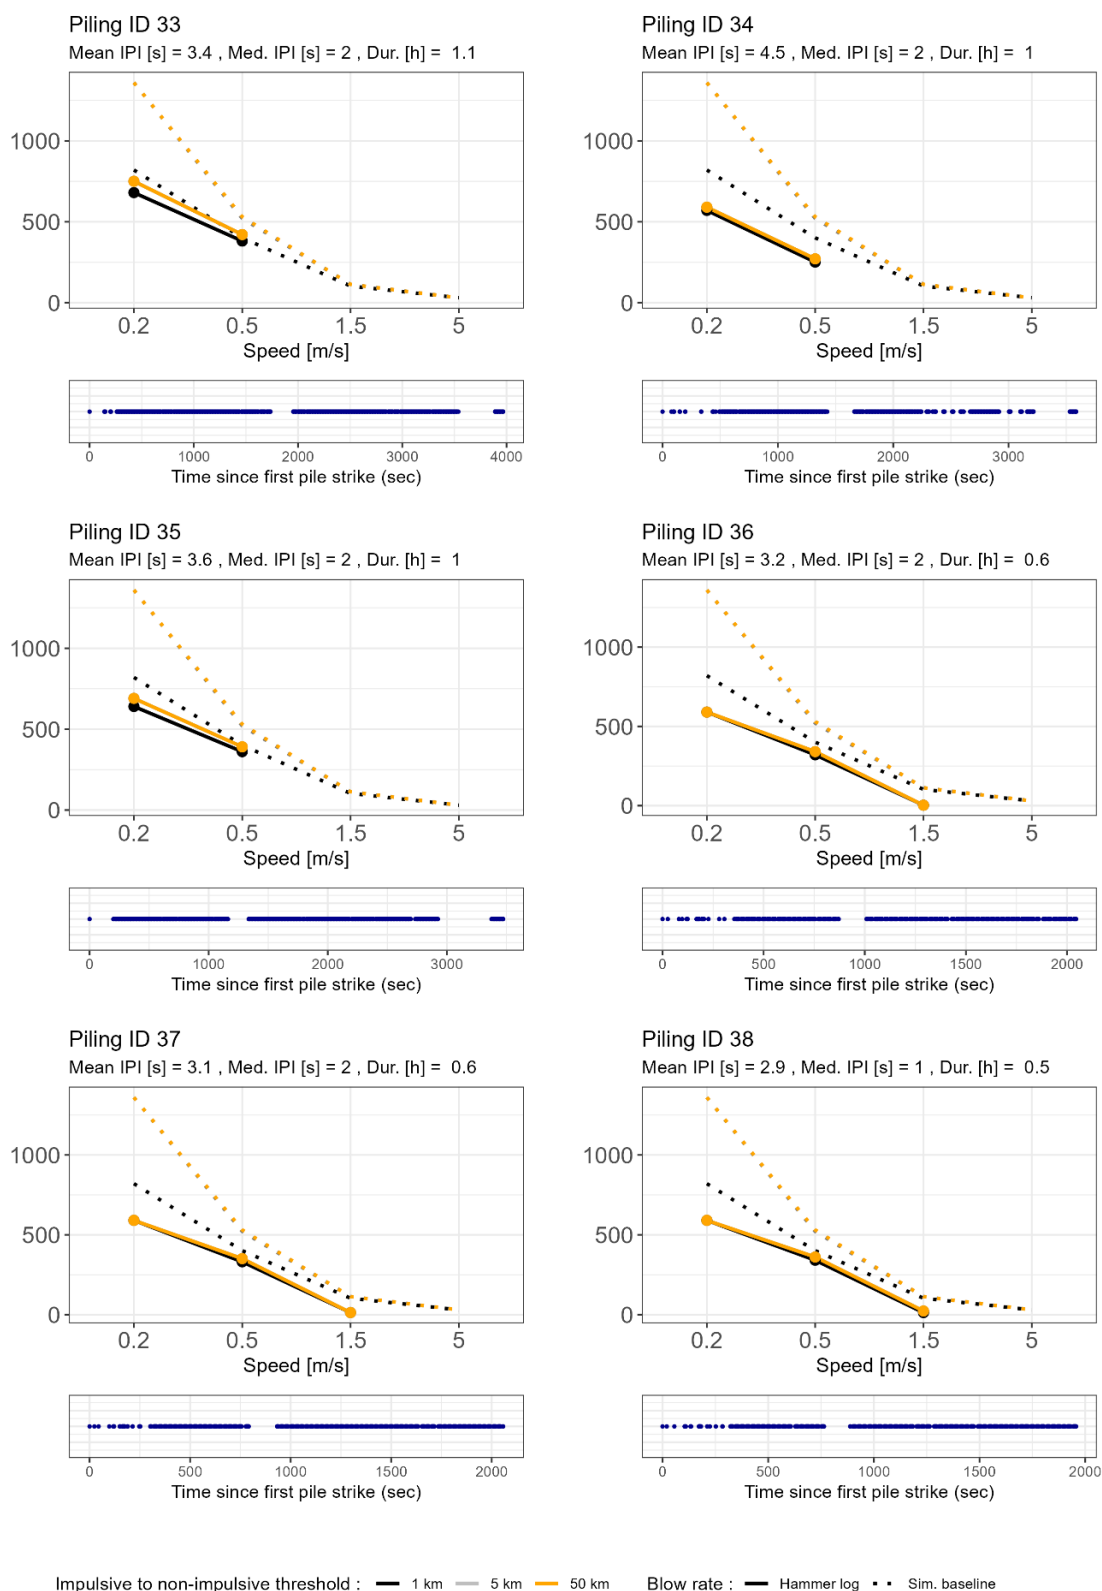 Piling ID 33
Mean IPI [s] = 3.4 , Med. IPI [s] = 2 , Dur. [h] =  1.1
1000
500
0
0.2 0.5 1.5 5
Speed [m/s]
0 1000 2000 3000 4000
Time since first pile strike (sec)
Piling ID 34
Mean IPI [s] = 4.5 , Med. IPI [s] = 2 , Dur. [h] =  1
1000
500
0
0.2 0.5 1.5 5
Speed [m/s]
0 1000 2000 3000
Time since first pile strike (sec)
Piling ID 35
Mean IPI [s] = 3.6 , Med. IPI [s] = 2 , Dur. [h] =  1
1000
500
0
0.2 0.5 1.5 5
Speed [m/s]
0 1000 2000 3000
Time since first pile strike (sec)
Piling ID 36
Mean IPI [s] = 3.2 , Med. IPI [s] = 2 , Dur. [h] =  0.6
1000
500
0
0.2 0.5 1.5 5
Speed [m/s]
0 500 1000 1500 2000
Time since first pile strike (sec)
Piling ID 37
Mean IPI [s] = 3.1 , Med. IPI [s] = 2 , Dur. [h] =  0.6
1000
500
0
0.2 0.5 1.5 5
Speed [m/s]
0 500 1000 1500 2000
Time since first pile strike (sec)
Piling ID 38
Mean IPI [s] = 2.9 , Med. IPI [s] = 1 , Dur. [h] =  0.5
1000
500
0
0.2 0.5 1.5 5
Speed [m/s]
0 500 1000 1500 2000
Time since first pile strike (sec)
Impulsive to non-impulsive threshold : 1 km 5 km 50 km Blow rate : Hammer log Sim. baseline